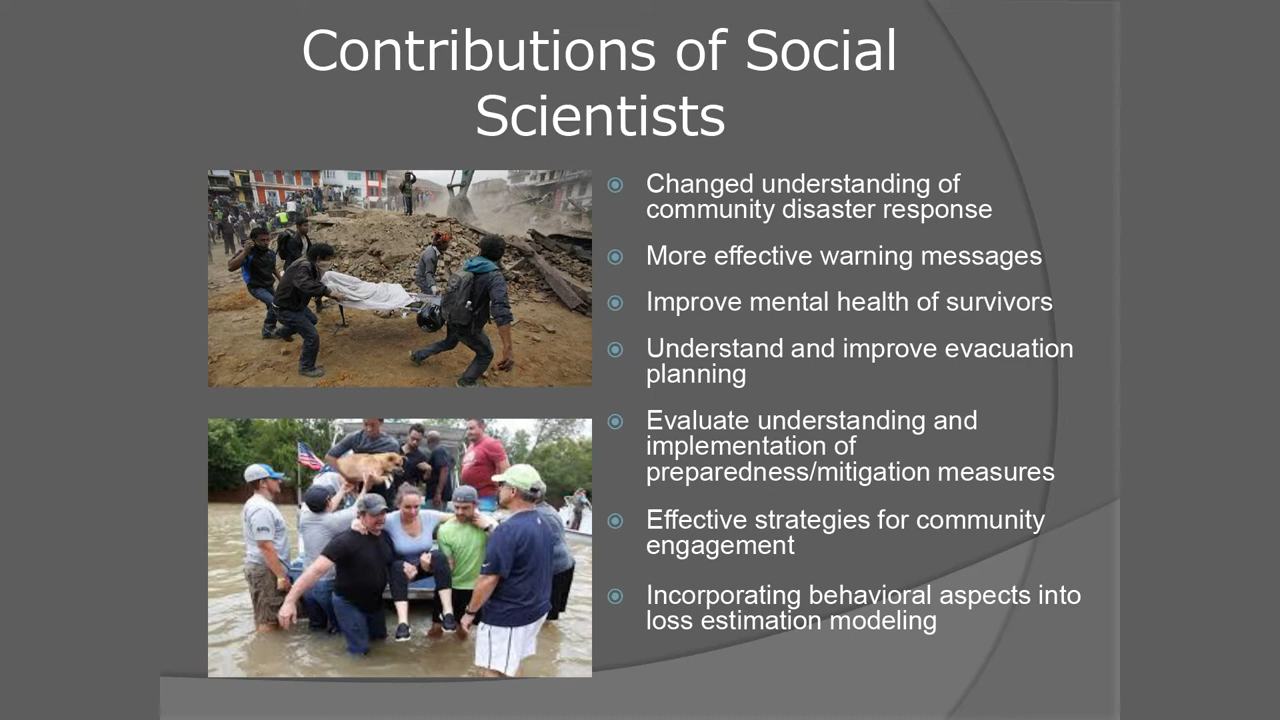 Contributions of Social
Scientists
Changed understanding of
community disaster response
More effective warning messages
Improve mental health of survivors
Understand and improve evacuation
planning
Evaluate understanding and
implementation of
preparedness/mitigation measures
Effective strategies for community
engagement
Incorporating behavioral aspects into
loss estimation modeling